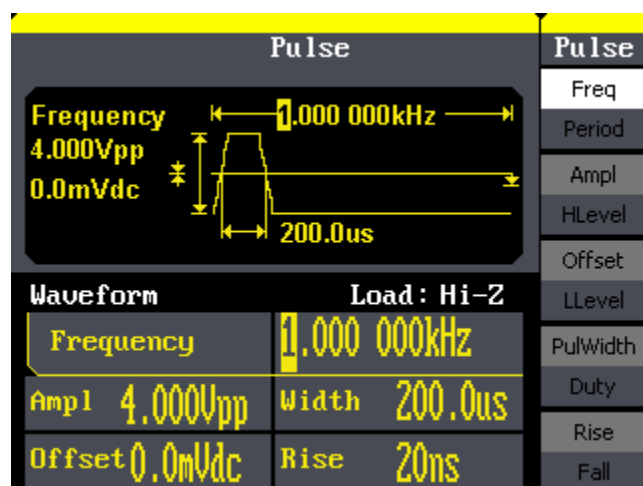 Pulse
Frequency
1.000 000kHz
4.000Vpp
0.0mVdc
200.0us
Waveform Load: Hi-Z
Frequency 1.000 000kHz
Ampl 4.000Vpp Width 200.0us
Offset 0.0mVdc Rise 20ns
Pulse
Freq
Period
Ampl
HLevel
Offset
LLevel
PulWidth
Duty
Rise
Fall